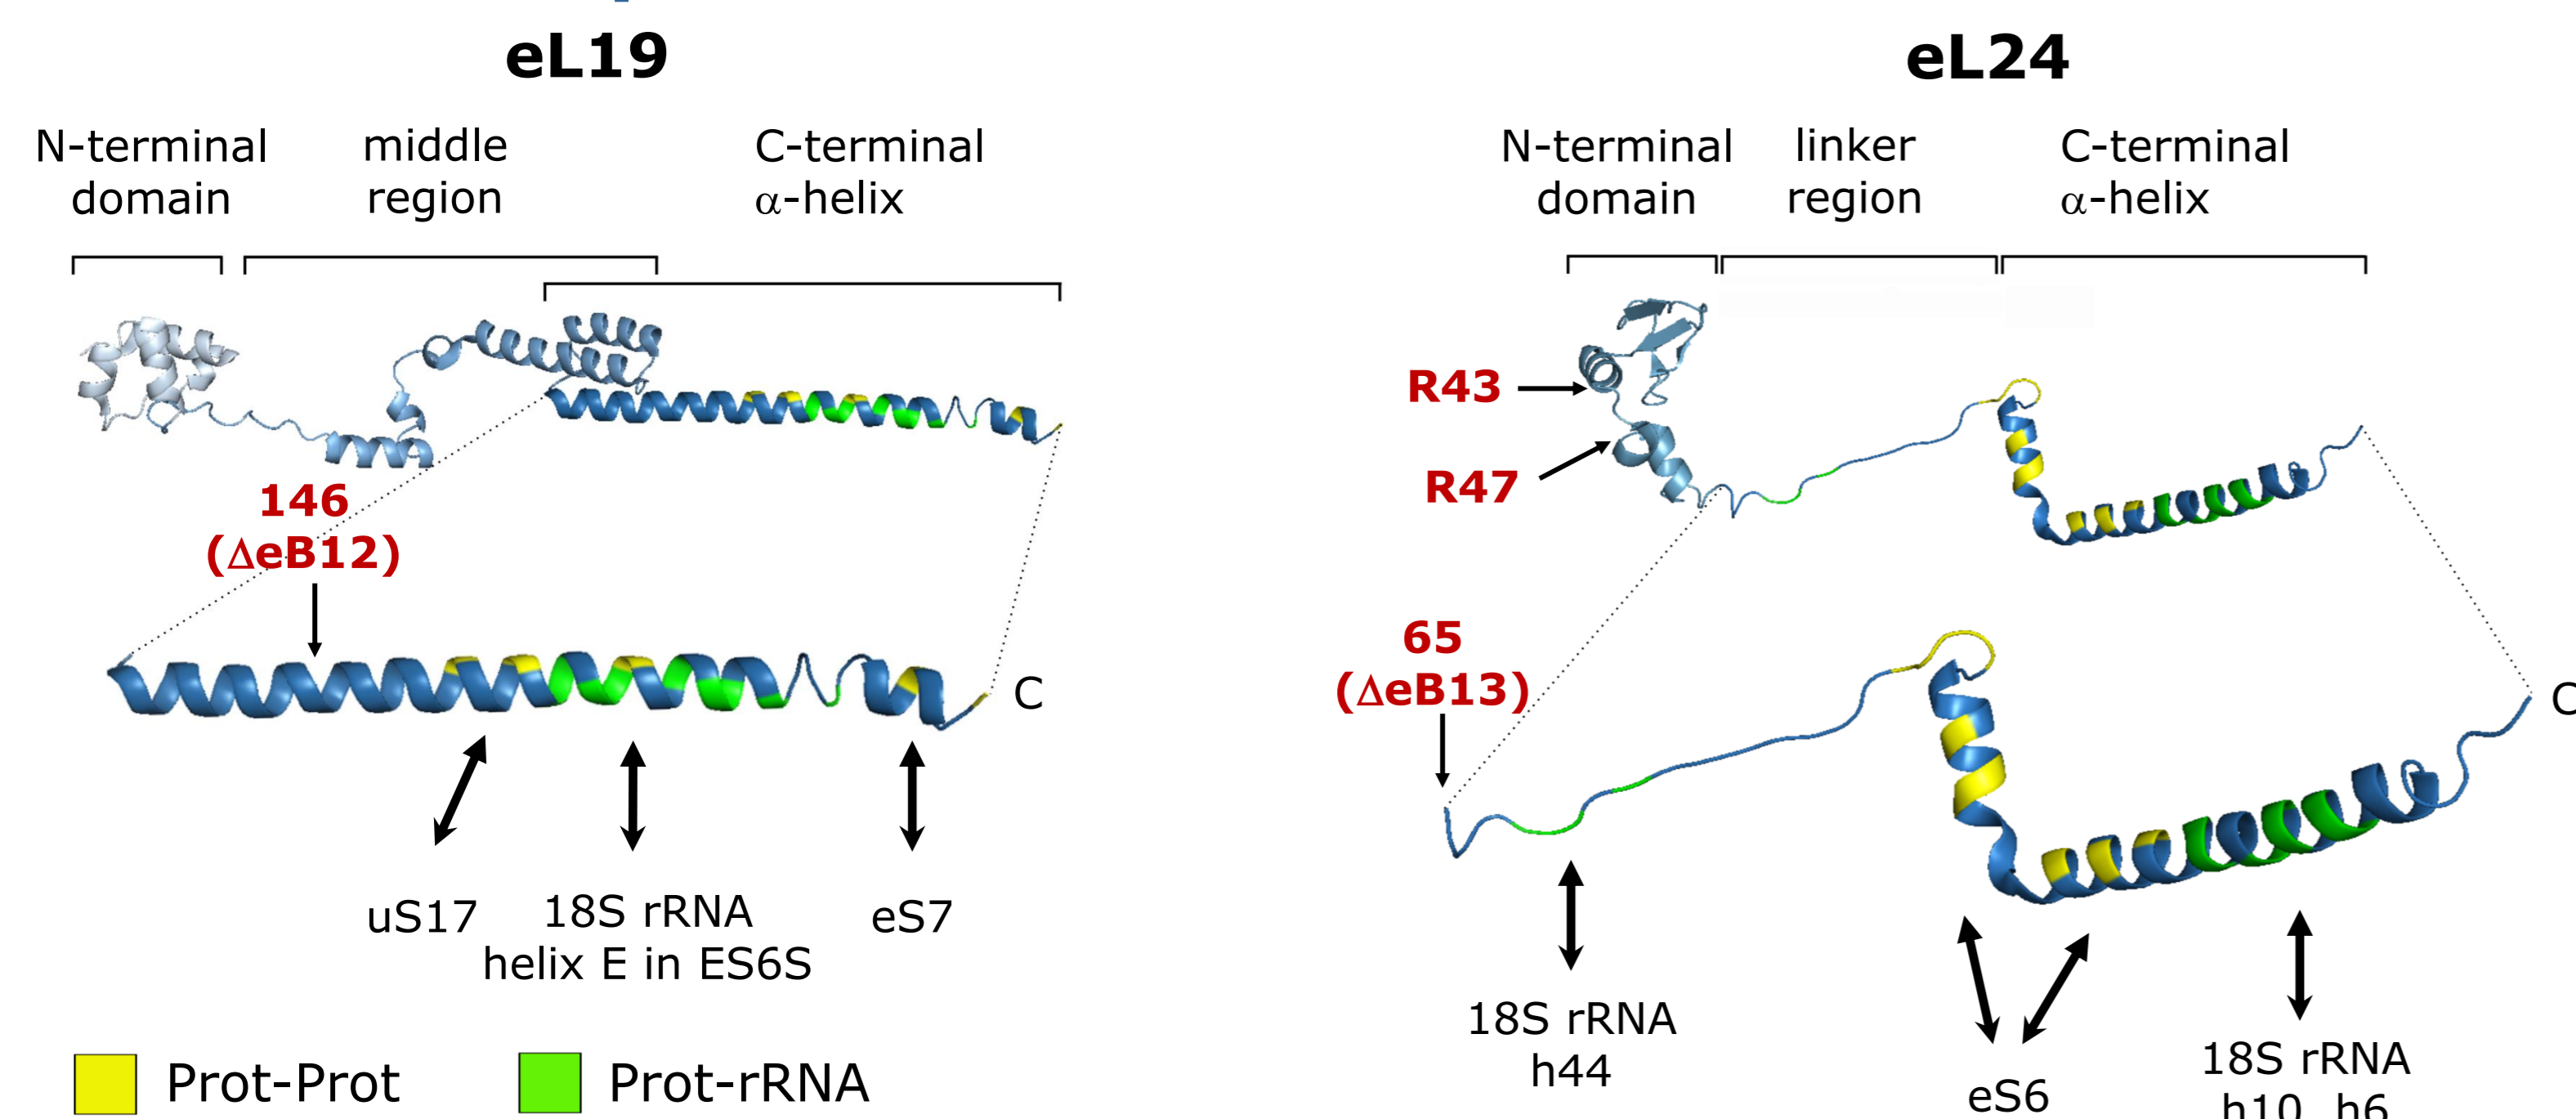 eL19
N-terminal
domain
middle
region
C-terminal
α-helix
146
(ΔeB12)
C
uS17
18S rRNA
helix E in ES6S
eS7
Prot-Prot
Prot-rRNA
eL24
N-terminal
domain
linker
region
C-terminal
α-helix
R43
R47
65
(ΔeB13)
C
18S rRNA
h44
eS6
18S rRNA
h10 h6